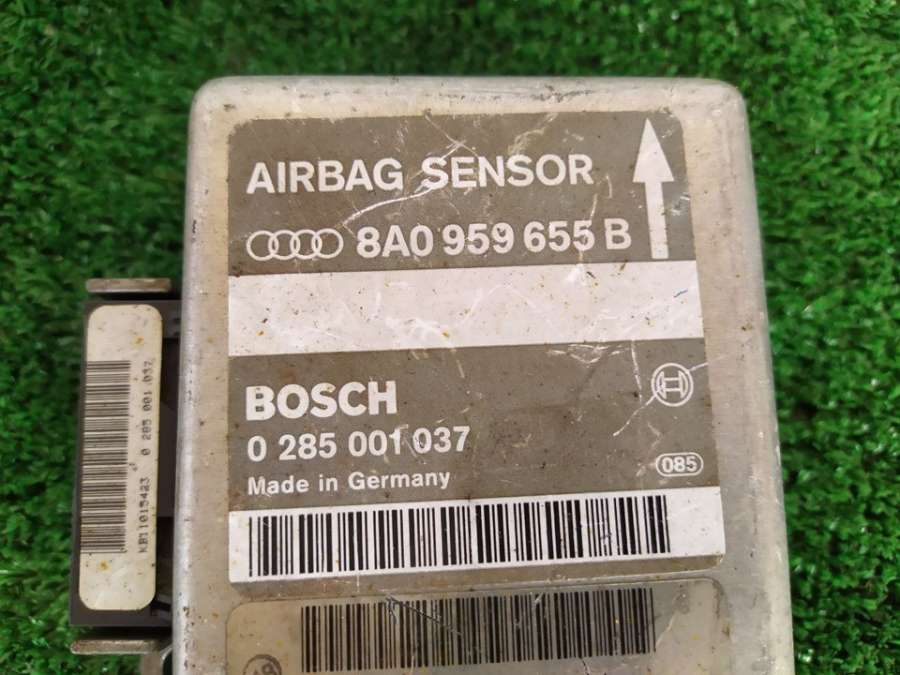 AIRBAG SENSOR
8A0 959 655 B
BOSCH
0 285 001 037
085
Made in Germany
0 285 001 037